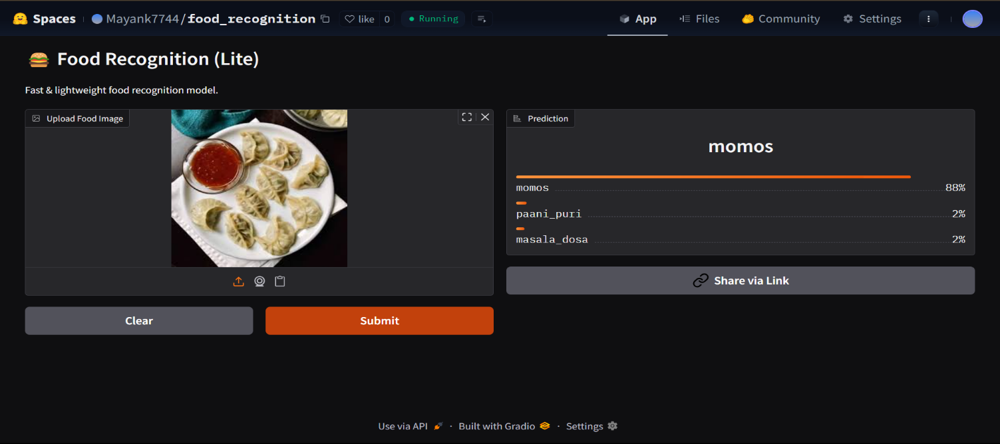 Spaces Mayank7744/food_recognition like 0 Running App Files Community Settings
Food Recognition (Lite)
Fast & lightweight food recognition model.
Upload Food Image
Prediction
momos
momos 88%
paani_puri 2%
masala_dosa 2%
Share via Link
Clear Submit
Use via API · Built with Gradio · Settings